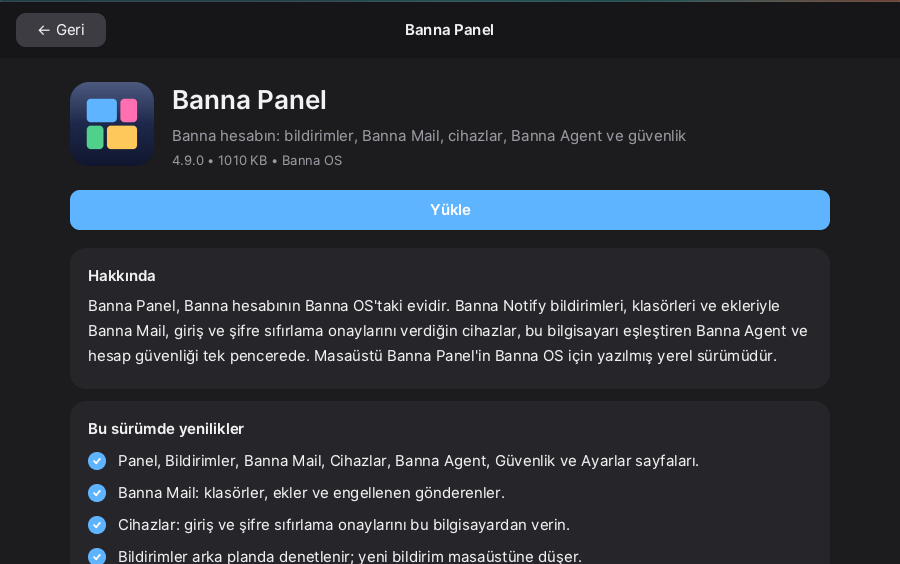 ← Geri
Banna Panel
Banna Panel
Banna hesabın: bildirimler, Banna Mail, cihazlar, Banna Agent ve güvenlik
4.9.0 • 1010 KB • Banna OS
Yükle
Hakkında
Banna Panel, Banna hesabının Banna OS'taki evidir. Banna Notify bildirimleri, klasörleri ve ekleriyle
Banna Mail, giriş ve şifre sıfırlama onaylarını verdiğin cihazlar, bu bilgisayarı eşleştiren Banna Agent ve
hesap güvenliği tek pencerede. Masaüstü Banna Panel'in Banna OS için yazılmış yerel sürümüdür.
Bu sürümde yenilikler
Panel, Bildirimler, Banna Mail, Cihazlar, Banna Agent, Güvenlik ve Ayarlar sayfaları.
Banna Mail: klasörler, ekler ve engellenen gönderenler.
Cihazlar: giriş ve şifre sıfırlama onaylarını bu bilgisayardan verin.
Bildirimler arka planda denetlenir; yeni bildirim masaüstüne düşer.